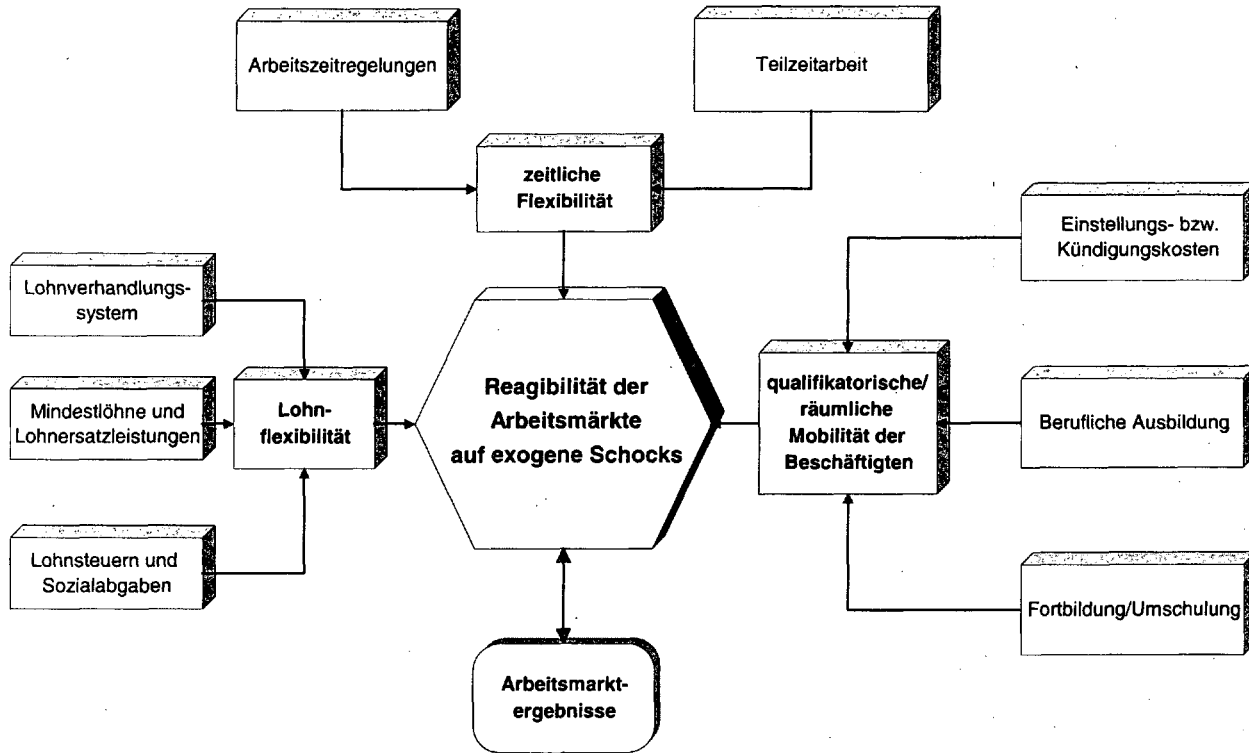 Arbeitszeitregelungen
Teilzeitarbeit
zeitliche
Flexibilität
Einstellungs- bzw.
Kündigungskosten
Lohnverhandlungs-
system
Mindestlöhne und
Lohnersatzleistungen
Lohn-
flexibilität
Reagibilität der
Arbeitsmärkte
auf exogene Schocks
qualifikatorische/
räumliche
Mobilität der
Beschäftigten
Berufliche Ausbildung
Lohnsteuern und
Sozialabgaben
Fortbildung/Umschulung
Arbeitsmarkt-
ergebnisse